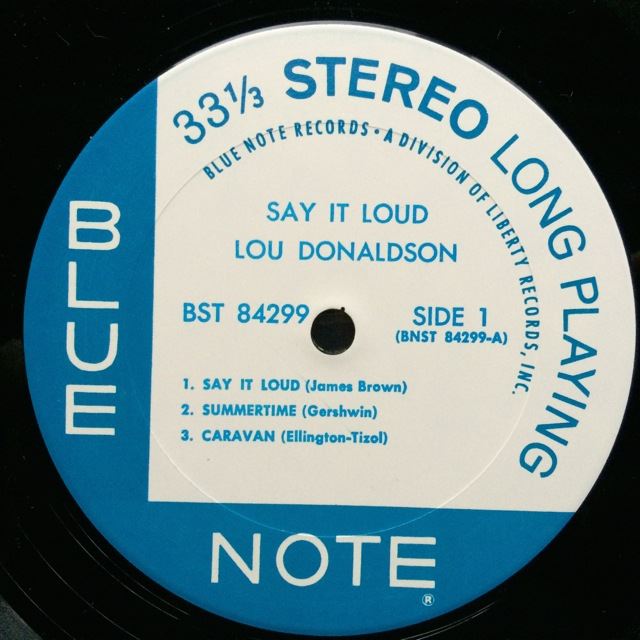 33⅓ STEREO LONG PLAYING
BLUE NOTE RECORDS • A DIVISION OF LIBERTY RECORDS, INC.
SAY IT LOUD
LOU DONALDSON
BST 84299
SIDE 1
(BNST 84299-A)
1. SAY IT LOUD (James Brown)
2. SUMMERTIME (Gershwin)
3. CARAVAN (Ellington-Tizol)
BLUE
NOTE
®